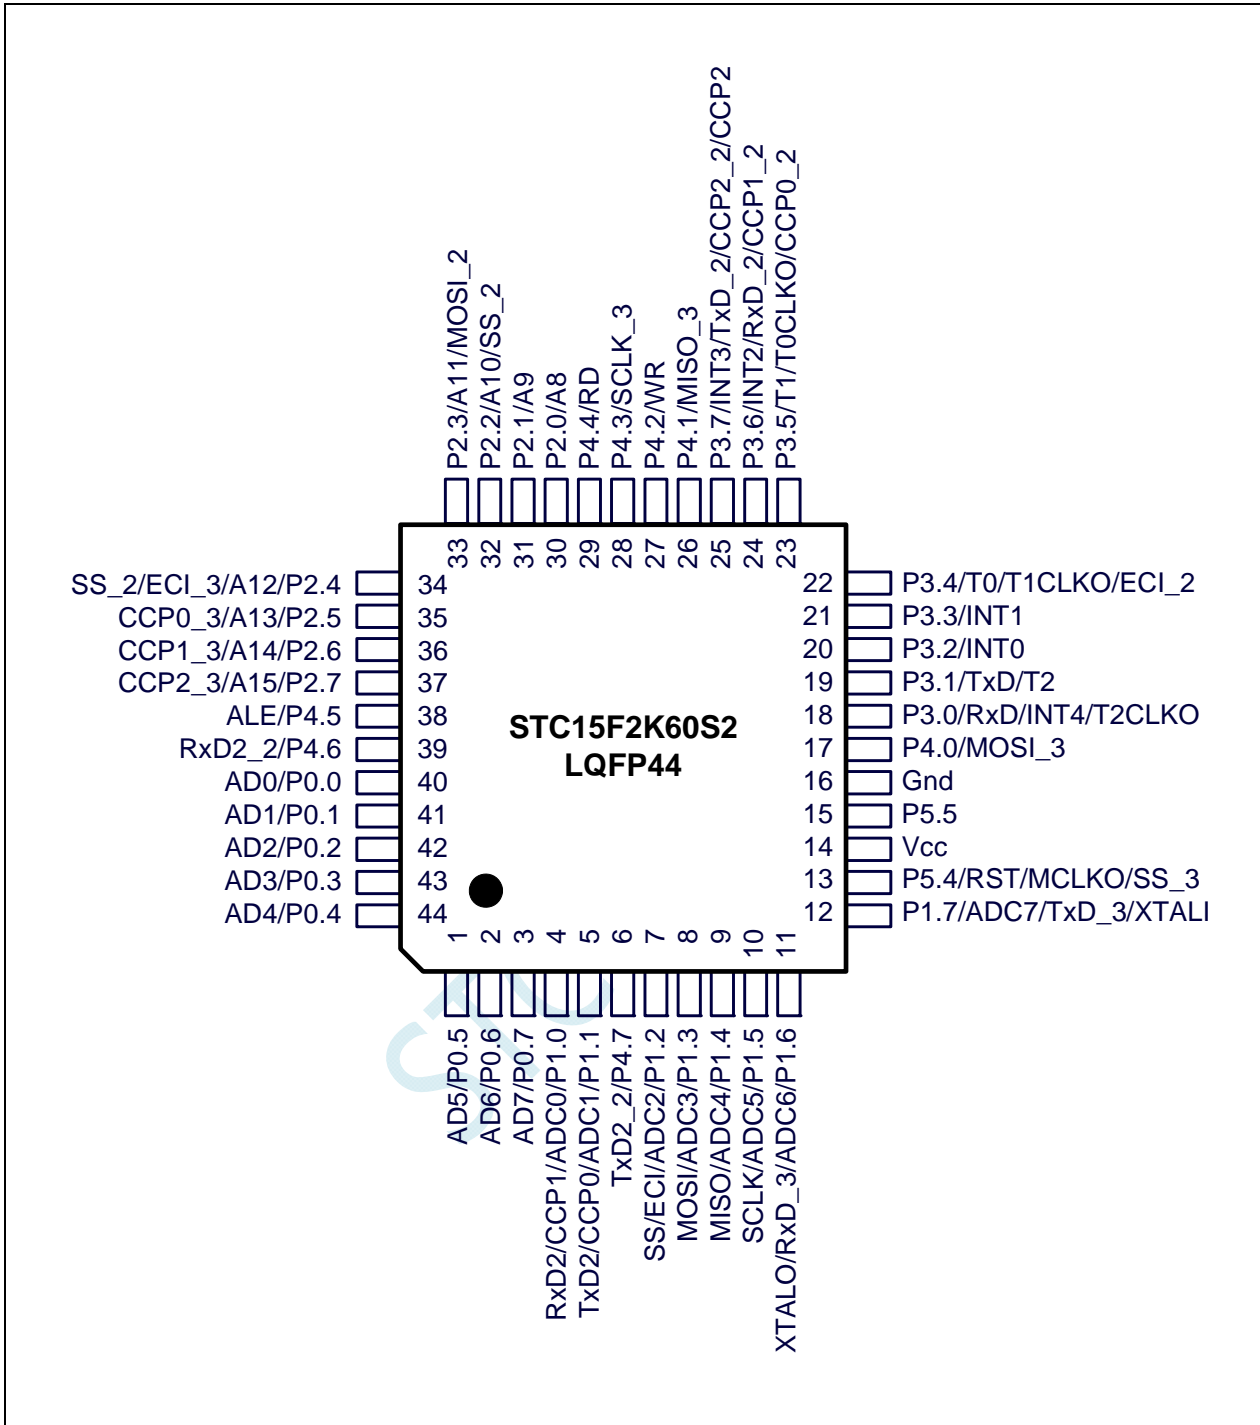 P2.3/A11/MOSI_2
P2.2/A10/SS_2
P2.1/A9
P2.0/A8
P4.4/RD
P4.3/SCLK_3
P4.2/WR
P4.1/MISO_3
P3.7/INT3/TxD_2/CCP2_2/CCP2
P3.6/INT2/RxD_2/CCP1_2
P3.5/T1/T0CLKO/CCP0_2
33 32 31 30 29 28 27 26 25 24 23
SS_2/ECI_3/A12/P2.4 34
CCP0_3/A13/P2.5 35
CCP1_3/A14/P2.6 36
CCP2_3/A15/P2.7 37
ALE/P4.5 38
RxD2_2/P4.6 39
AD0/P0.0 40
AD1/P0.1 41
AD2/P0.2 42
AD3/P0.3 43
AD4/P0.4 44
STC15F2K60S2
LQFP44
22 P3.4/T0/T1CLKO/ECI_2
21 P3.3/INT1
20 P3.2/INT0
19 P3.1/TxD/T2
18 P3.0/RxD/INT4/T2CLKO
17 P4.0/MOSI_3
16 Gnd
15 P5.5
14 Vcc
13 P5.4/RST/MCLKO/SS_3
12 P1.7/ADC7/TxD_3/XTALI
1 2 3 4 5 6 7 8 9 10 11
AD5/P0.5
AD6/P0.6
AD7/P0.7
RxD2/CCP1/ADC0/P1.0
TxD2/CCP0/ADC1/P1.1
TxD2_2/P4.7
SS/ECI/ADC2/P1.2
MOSI/ADC3/P1.3
MISO/ADC4/P1.4
SCLK/ADC5/P1.5
XTALO/RxD_3/ADC6/P1.6
STC